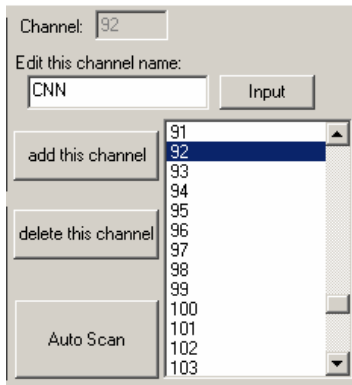 Channel: 92
Edit this channel name:
CNN
Input
add this channel
delete this channel
Auto Scan
91
92
93
94
95
96
97
98
99
100
101
102
103